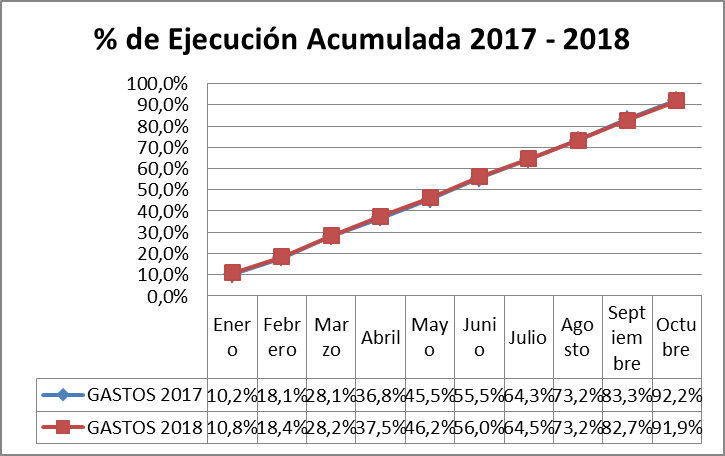 % de Ejecución Acumulada 2017 - 2018
100,0%
90,0%
80,0%
70,0%
60,0%
50,0%
40,0%
30,0%
20,0%
10,0%
0,0%
Ener
o
Febr
ero
Mar
zo
Abril
May
o
Juni
o
Julio
Ago
sto
Sept
iem
bre
Octu
bre
GASTOS 2017 10,2% 18,1% 28,1% 36,8% 45,5% 55,5% 64,3% 73,2% 83,3% 92,2%
GASTOS 2018 10,8% 18,4% 28,2% 37,5% 46,2% 56,0% 64,5% 73,2% 82,7% 91,9%